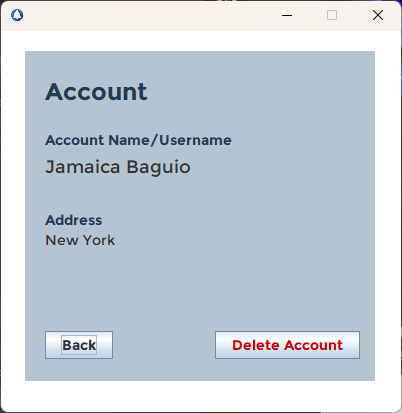 Account
Account Name/Username
Jamaica Baguio
Address
New York
Back
Delete Account